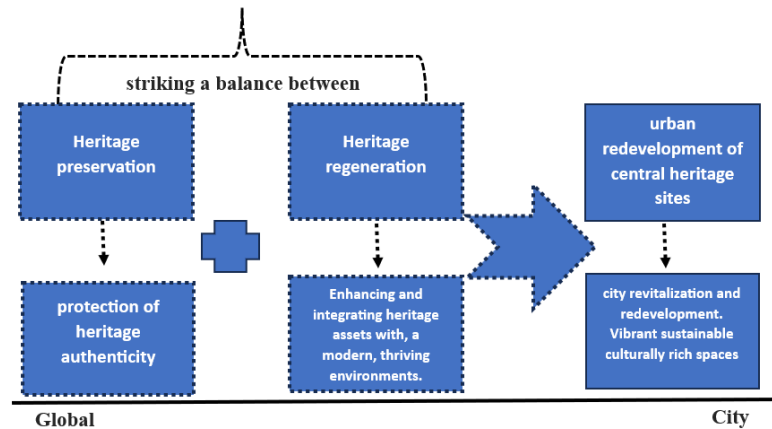 striking a balance between
Heritage
preservation
Heritage
regeneration
urban
redevelopment of
central heritage
sites
protection of
heritage
authenticity
Enhancing and
integrating heritage
assets with, a
modern, thriving
environments.
city revitalization and
redevelopment.
Vibrant sustainable
culturally rich spaces
Global
City